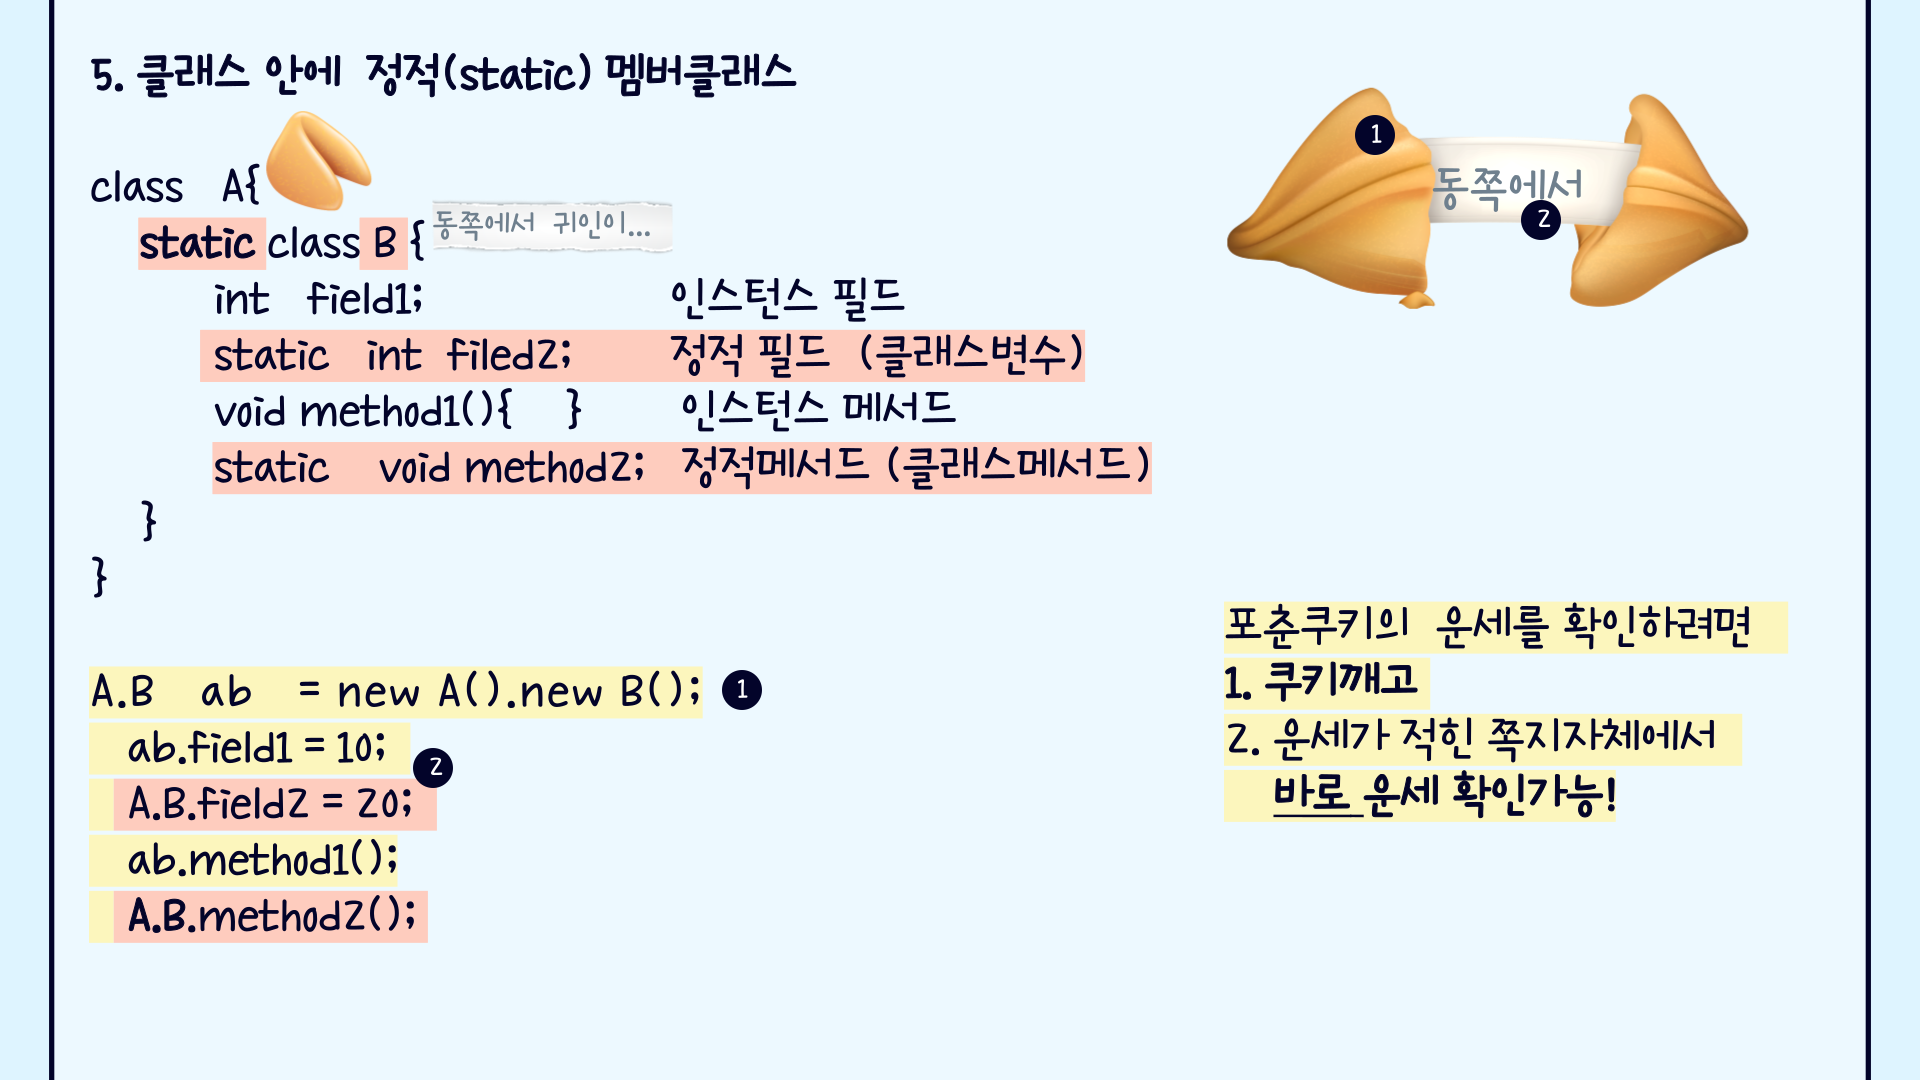 5. 클래스 안에 정적(static) 멤버클래스
class A{
static class B { 동쪽에서 귀인이...
int field1; 인스턴스 필드
static int filed2; 정적 필드 (클래스변수)
void method1(){ } 인스턴스 메서드
static void method2; 정적메서드 (클래스메서드)
}
}
A.B ab = new A().new B(); 1
ab.field1 = 10;
2
A.B.field2 = 20;
ab.method1();
A.B.method2();
1
동쪽에서
2
포춘쿠키의 운세를 확인하려면
1. 쿠키깨고
2. 운세가 적힌 쪽지자체에서
바로 운세 확인가능!